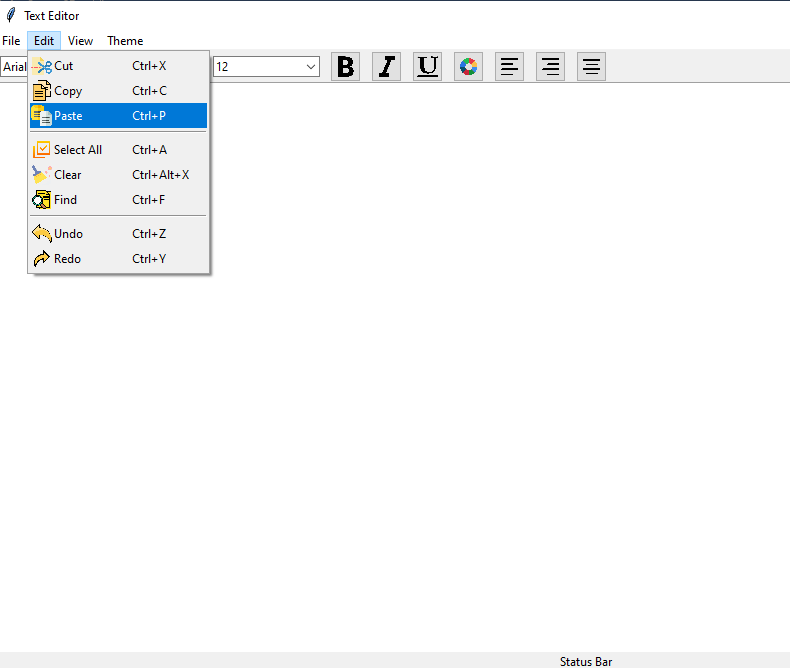 Text Editor
File Edit View Theme
Arial 12 B I U
Cut Ctrl+X
Copy Ctrl+C
Paste Ctrl+P
Select All Ctrl+A
Clear Ctrl+Alt+X
Find Ctrl+F
Undo Ctrl+Z
Redo Ctrl+Y
Status Bar